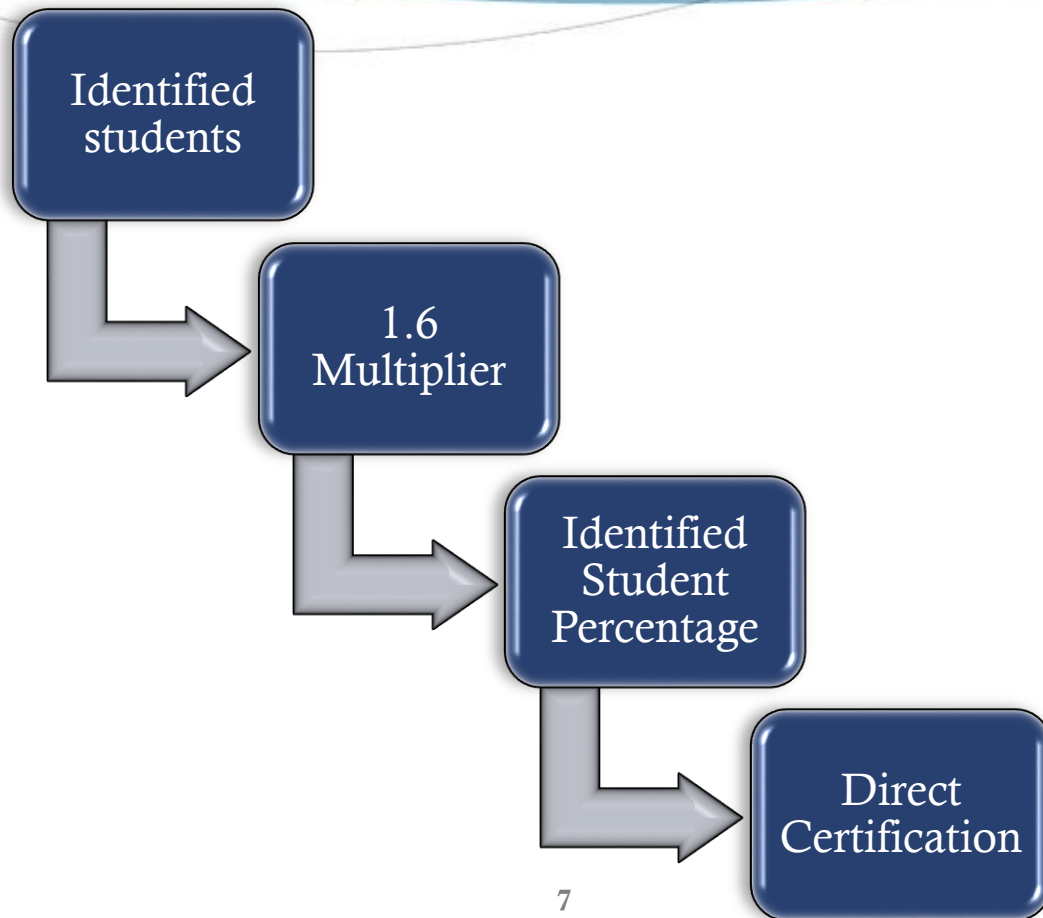 Identified
students
1.6
Multiplier
Identified
Student
Percentage
Direct
Certification
7